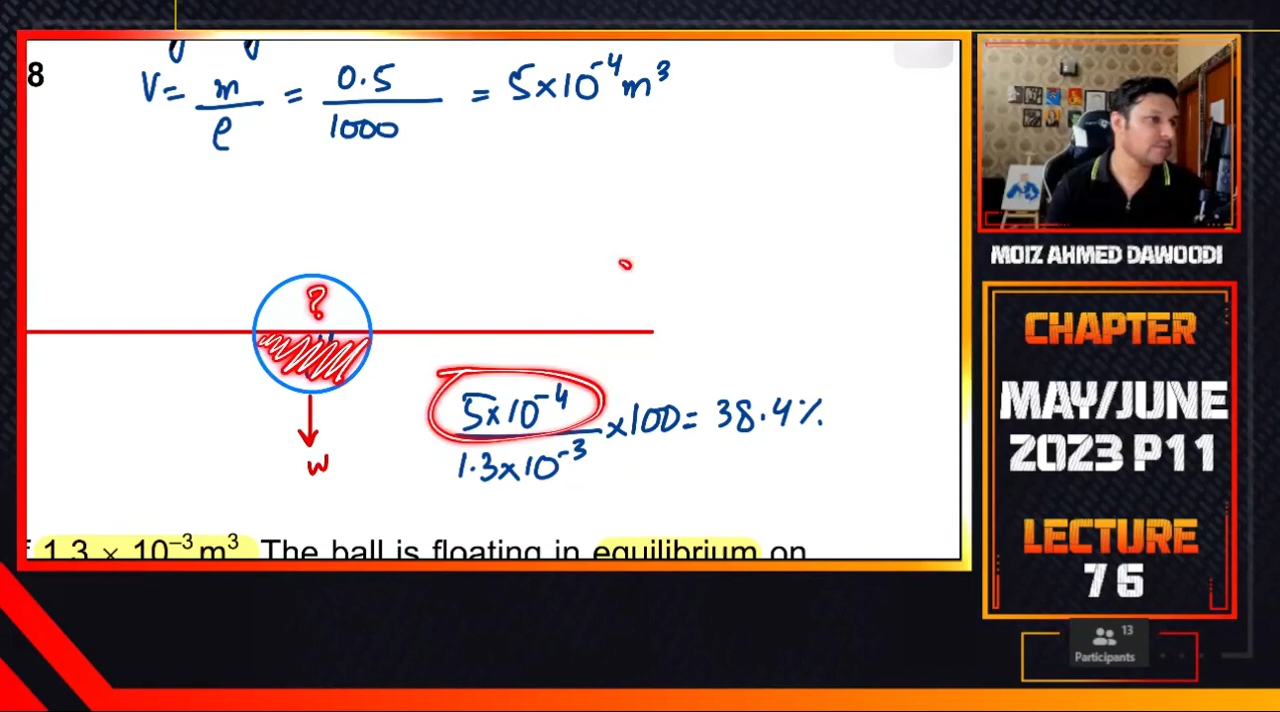 8
V = m/ρ = 0.5/1000 = 5×10⁻⁴ m³
?
5×10⁻⁴/1.3×10⁻³ ×100 = 38.4%
W
1.3 × 10⁻³ m³ The ball is floating in equilibrium on
MOIZ AHMED DAWOODI
CHAPTER
MAY/JUNE
2023 P11
LECTURE
76
13
Participants